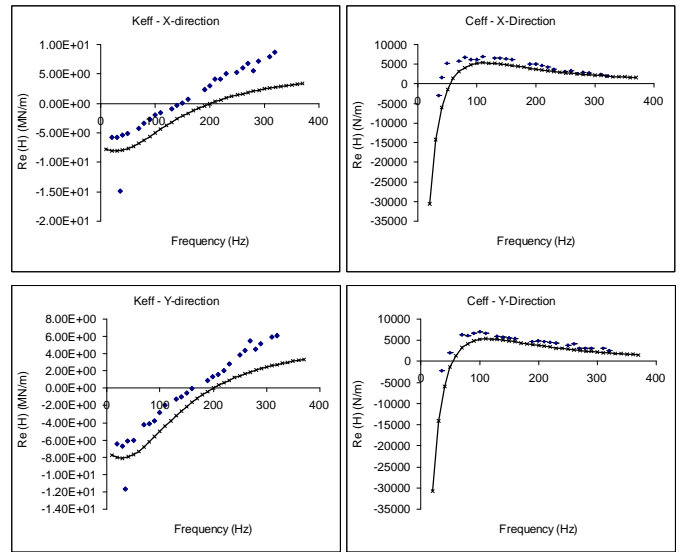 Keff - X-direction
1.00E+01
5.00E+00
0.00E+00
-5.00E+00
-1.00E+01
-1.50E+01
-2.00E+01
0 100 200 300 400
Re (H) (MN/m)
Frequency (Hz)
Ceff - X-Direction
10000
5000
0
-5000
-10000
-15000
-20000
-25000
-30000
-35000
0 100 200 300 400
Re (H) (N/m)
Frequency (Hz)
Keff - Y-direction
8.00E+00
6.00E+00
4.00E+00
2.00E+00
0.00E+00
-2.00E+00
-4.00E+00
-6.00E+00
-8.00E+00
-1.00E+01
-1.20E+01
-1.40E+01
0 100 200 300 400
Re (H) (MN/m)
Frequency (Hz)
Ceff - Y-Direction
10000
5000
0
-5000
-10000
-15000
-20000
-25000
-30000
-35000
0 100 200 300 400
Re (H) (N/m)
Frequency (Hz)